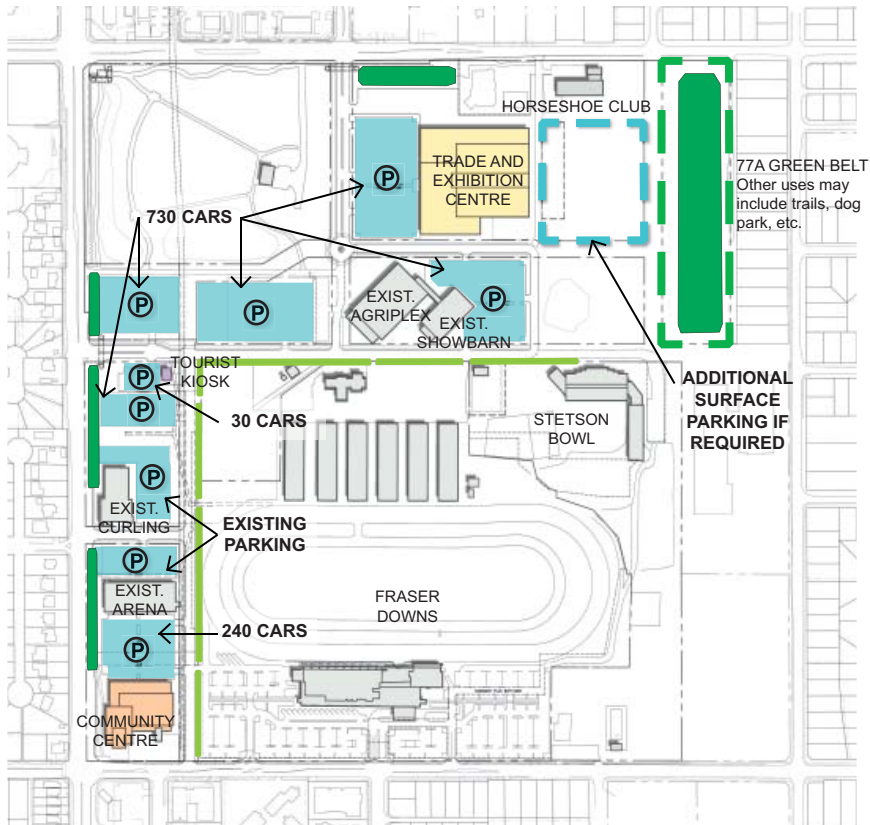 HORSESHOE CLUB
P
TRADE AND
EXHIBITION
CENTRE
77A GREEN BELT
Other uses may
include trails, dog
park, etc.
730 CARS
P
P
P
EXIST.
AGRIPLEX
EXIST.
SHOWBARN
TOURIST
KIOSK
P
P
30 CARS
ADDITIONAL
SURFACE
PARKING IF
REQUIRED
STETSON
BOWL
P
EXIST.
CURLING
EXISTING
PARKING
P
EXIST.
ARENA
FRASER
DOWNS
240 CARS
P
COMMUNITY
CENTRE